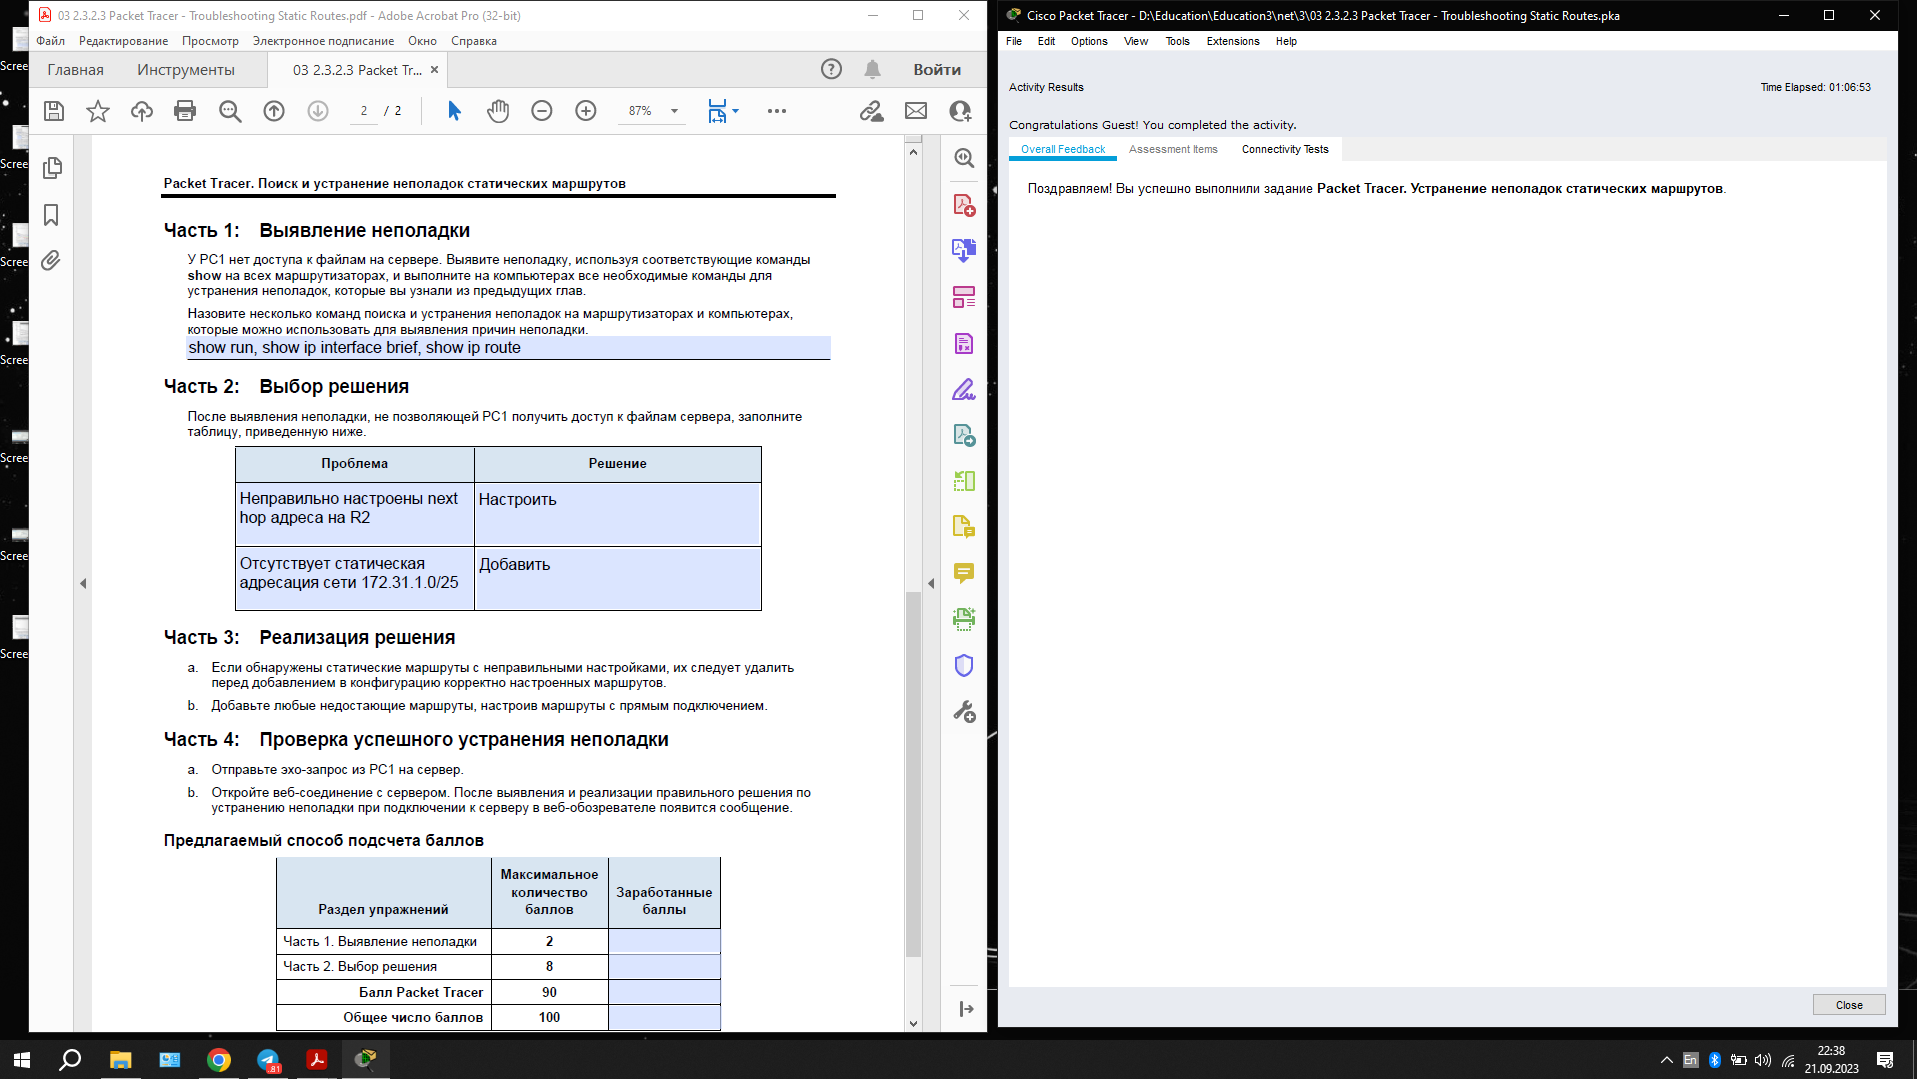 03 2.3.2.3 Packet Tracer - Troubleshooting Static Routes.pdf - Adobe Acrobat Pro (32-bit)
Файл Редактирование Просмотр Электронное подписание Окно Справка
Главная Инструменты 03 2.3.2.3 Packet Tr... Войти
2 / 2 87%
Packet Tracer. Поиск и устранение неполадок статических маршрутов
Часть 1: Выявление неполадки
У PC1 нет доступа к файлам на сервере. Выявите неполадку, используя соответствующие команды
show на всех маршрутизаторах, и выполните на компьютерах все необходимые команды для
устранения неполадок, которые вы узнали из предыдущих глав.
Назовите несколько команд поиска и устранения неполадок на маршрутизаторах и компьютерах,
которые можно использовать для выявления причин неполадки.
show run, show ip interface brief, show ip route
Часть 2: Выбор решения
После выявления неполадки, не позволяющей PC1 получить доступ к файлам сервера, заполните
таблицу, приведенную ниже.
Проблема Решение
Неправильно настроены next
hop адреса на R2
Настроить
Отсутствует статическая
адресация сети 172.31.1.0/25
Добавить
Часть 3: Реализация решения
a. Если обнаружены статические маршруты с неправильными настройками, их следует удалить
перед добавлением в конфигурацию корректно настроенных маршрутов.
b. Добавьте любые недостающие маршруты, настроив маршруты с прямым подключением.
Часть 4: Проверка успешного устранения неполадки
a. Отправьте эхо-запрос из PC1 на сервер.
b. Откройте веб-соединение с сервером. После выявления и реализации правильного решения по
устранению неполадки при подключении к серверу в веб-обозревателе появится сообщение.
Предлагаемый способ подсчета баллов
Раздел упражнений
Максимальное
количество
баллов
Заработанные
баллы
Часть 1. Выявление неполадки 2
Часть 2. Выбор решения 8
Балл Packet Tracer 90
Общее число баллов 100
Cisco Packet Tracer - D:\Education\Education3\net\3\03 2.3.2.3 Packet Tracer - Troubleshooting Static Routes.pka
File Edit Options View Tools Extensions Help
Activity Results Time Elapsed: 01:06:53
Congratulations Guest! You completed the activity.
Overall Feedback Assessment Items Connectivity Tests
Поздравляем! Вы успешно выполнили задание Packet Tracer. Устранение неполадок статических маршрутов.
Close
Scree
Scree
Scree
Scree
Scree
Scree
Scree
81
En
22:38
21.09.2023